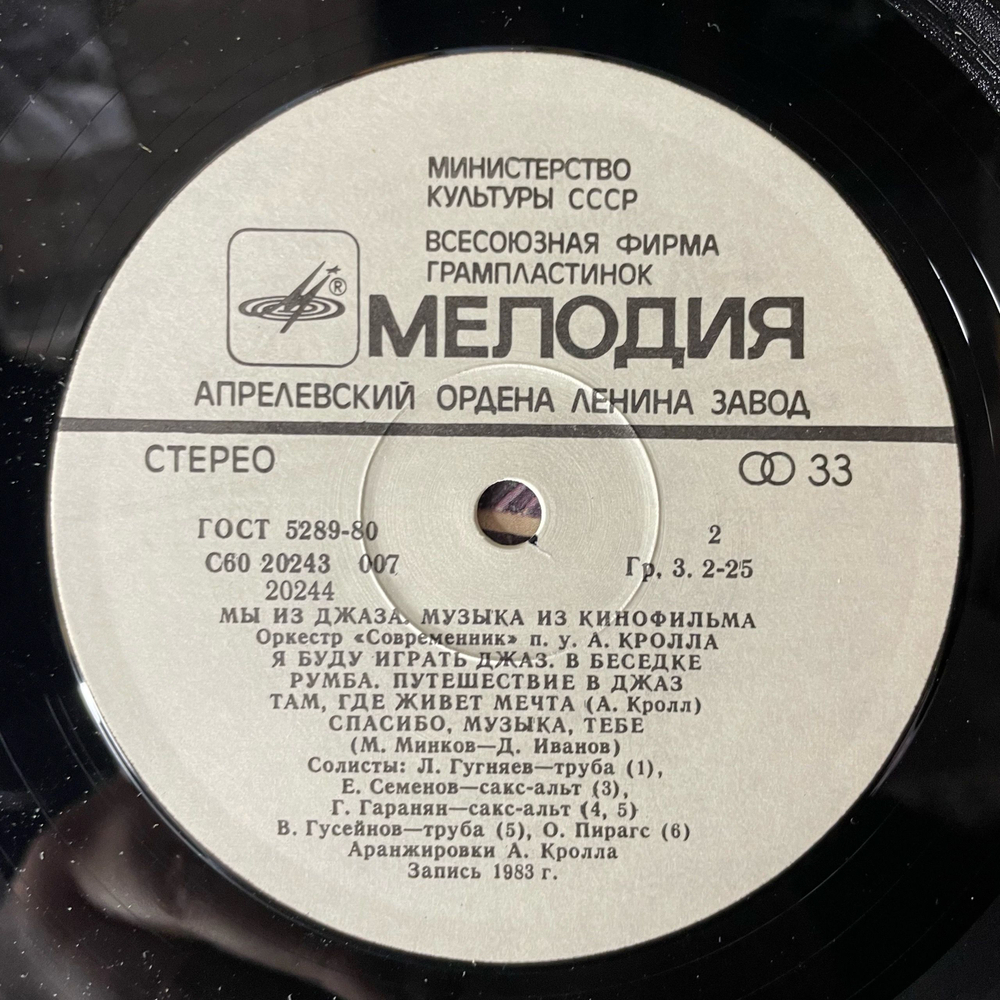 МИНИСТЕРСТВО
КУЛЬТУРЫ СССР
ВСЕСОЮЗНАЯ ФИРМА
ГРАМПЛАСТИНОК
®
МЕЛОДИЯ
АПРЕЛЕВСКИЙ ОРДЕНА ЛЕНИНА ЗАВОД
СТЕРЕО
33
ГОСТ 5289-80
2
С60 20243 007
Гр. 3. 2-25
20244
МЫ ИЗ ДЖАЗА. МУЗЫКА ИЗ КИНОФИЛЬМА
Оркестр «Современник» п. у. А. КРОЛЛА
Я БУДУ ИГРАТЬ ДЖАЗ. В БЕСЕДКЕ
РУМБА. ПУТЕШЕСТВИЕ В ДЖАЗ
ТАМ, ГДЕ ЖИВЕТ МЕЧТА (А. Кролл)
СПАСИБО, МУЗЫКА, ТЕБЕ
(М. Минков—Д. Иванов)
Солисты: Л. Гугняев—труба (1),
Е. Семенов—сакс-альт (3),
Г. Гаранян—сакс-альт (4, 5)
В. Гусейнов—труба (5), О. Пирагс (6)
Аранжировки А. Кролла
Запись 1983 г.